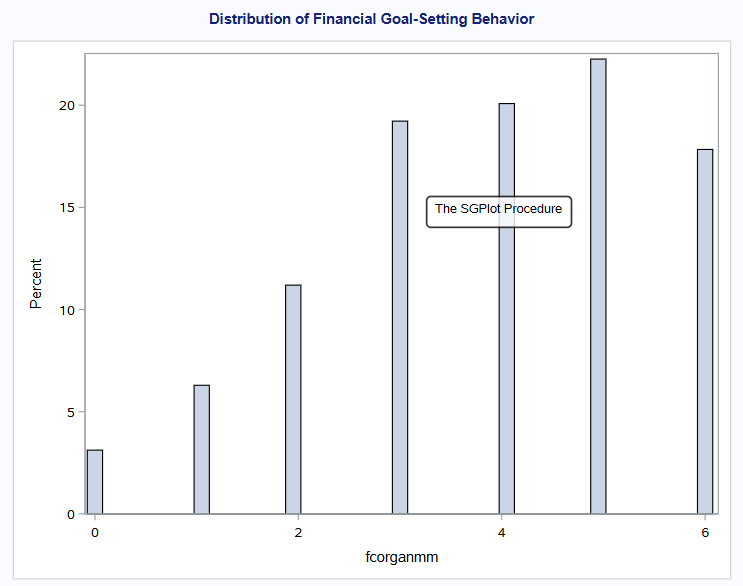 Distribution of Financial Goal-Setting Behavior
20
15
10
5
0
Percent
The SGPlot Procedure
0 2 4 6
fcorganmm